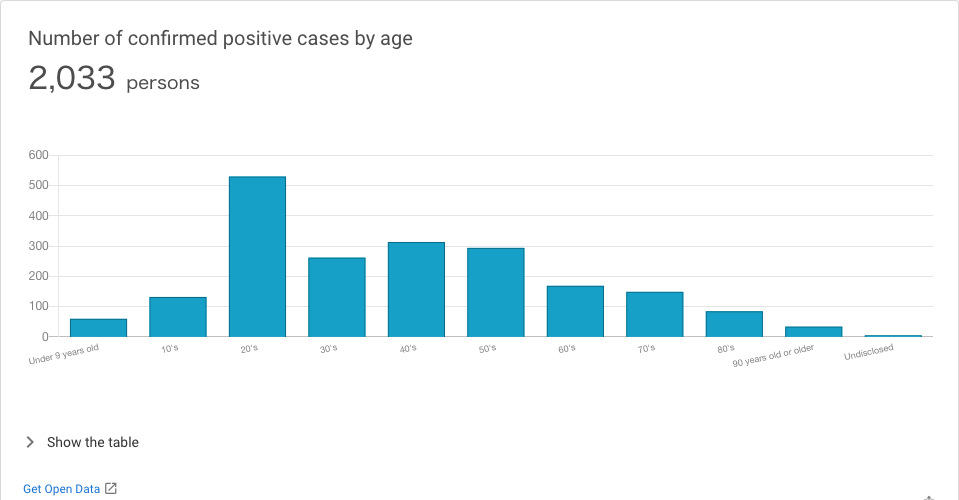 Number of confirmed positive cases by age
2,033 persons
600
500
400
300
200
100
0
Under 9 years old
10's
20's
30's
40's
50's
60's
70's
80's
90 years old or older
Undisclosed
Show the table
Get Open Data